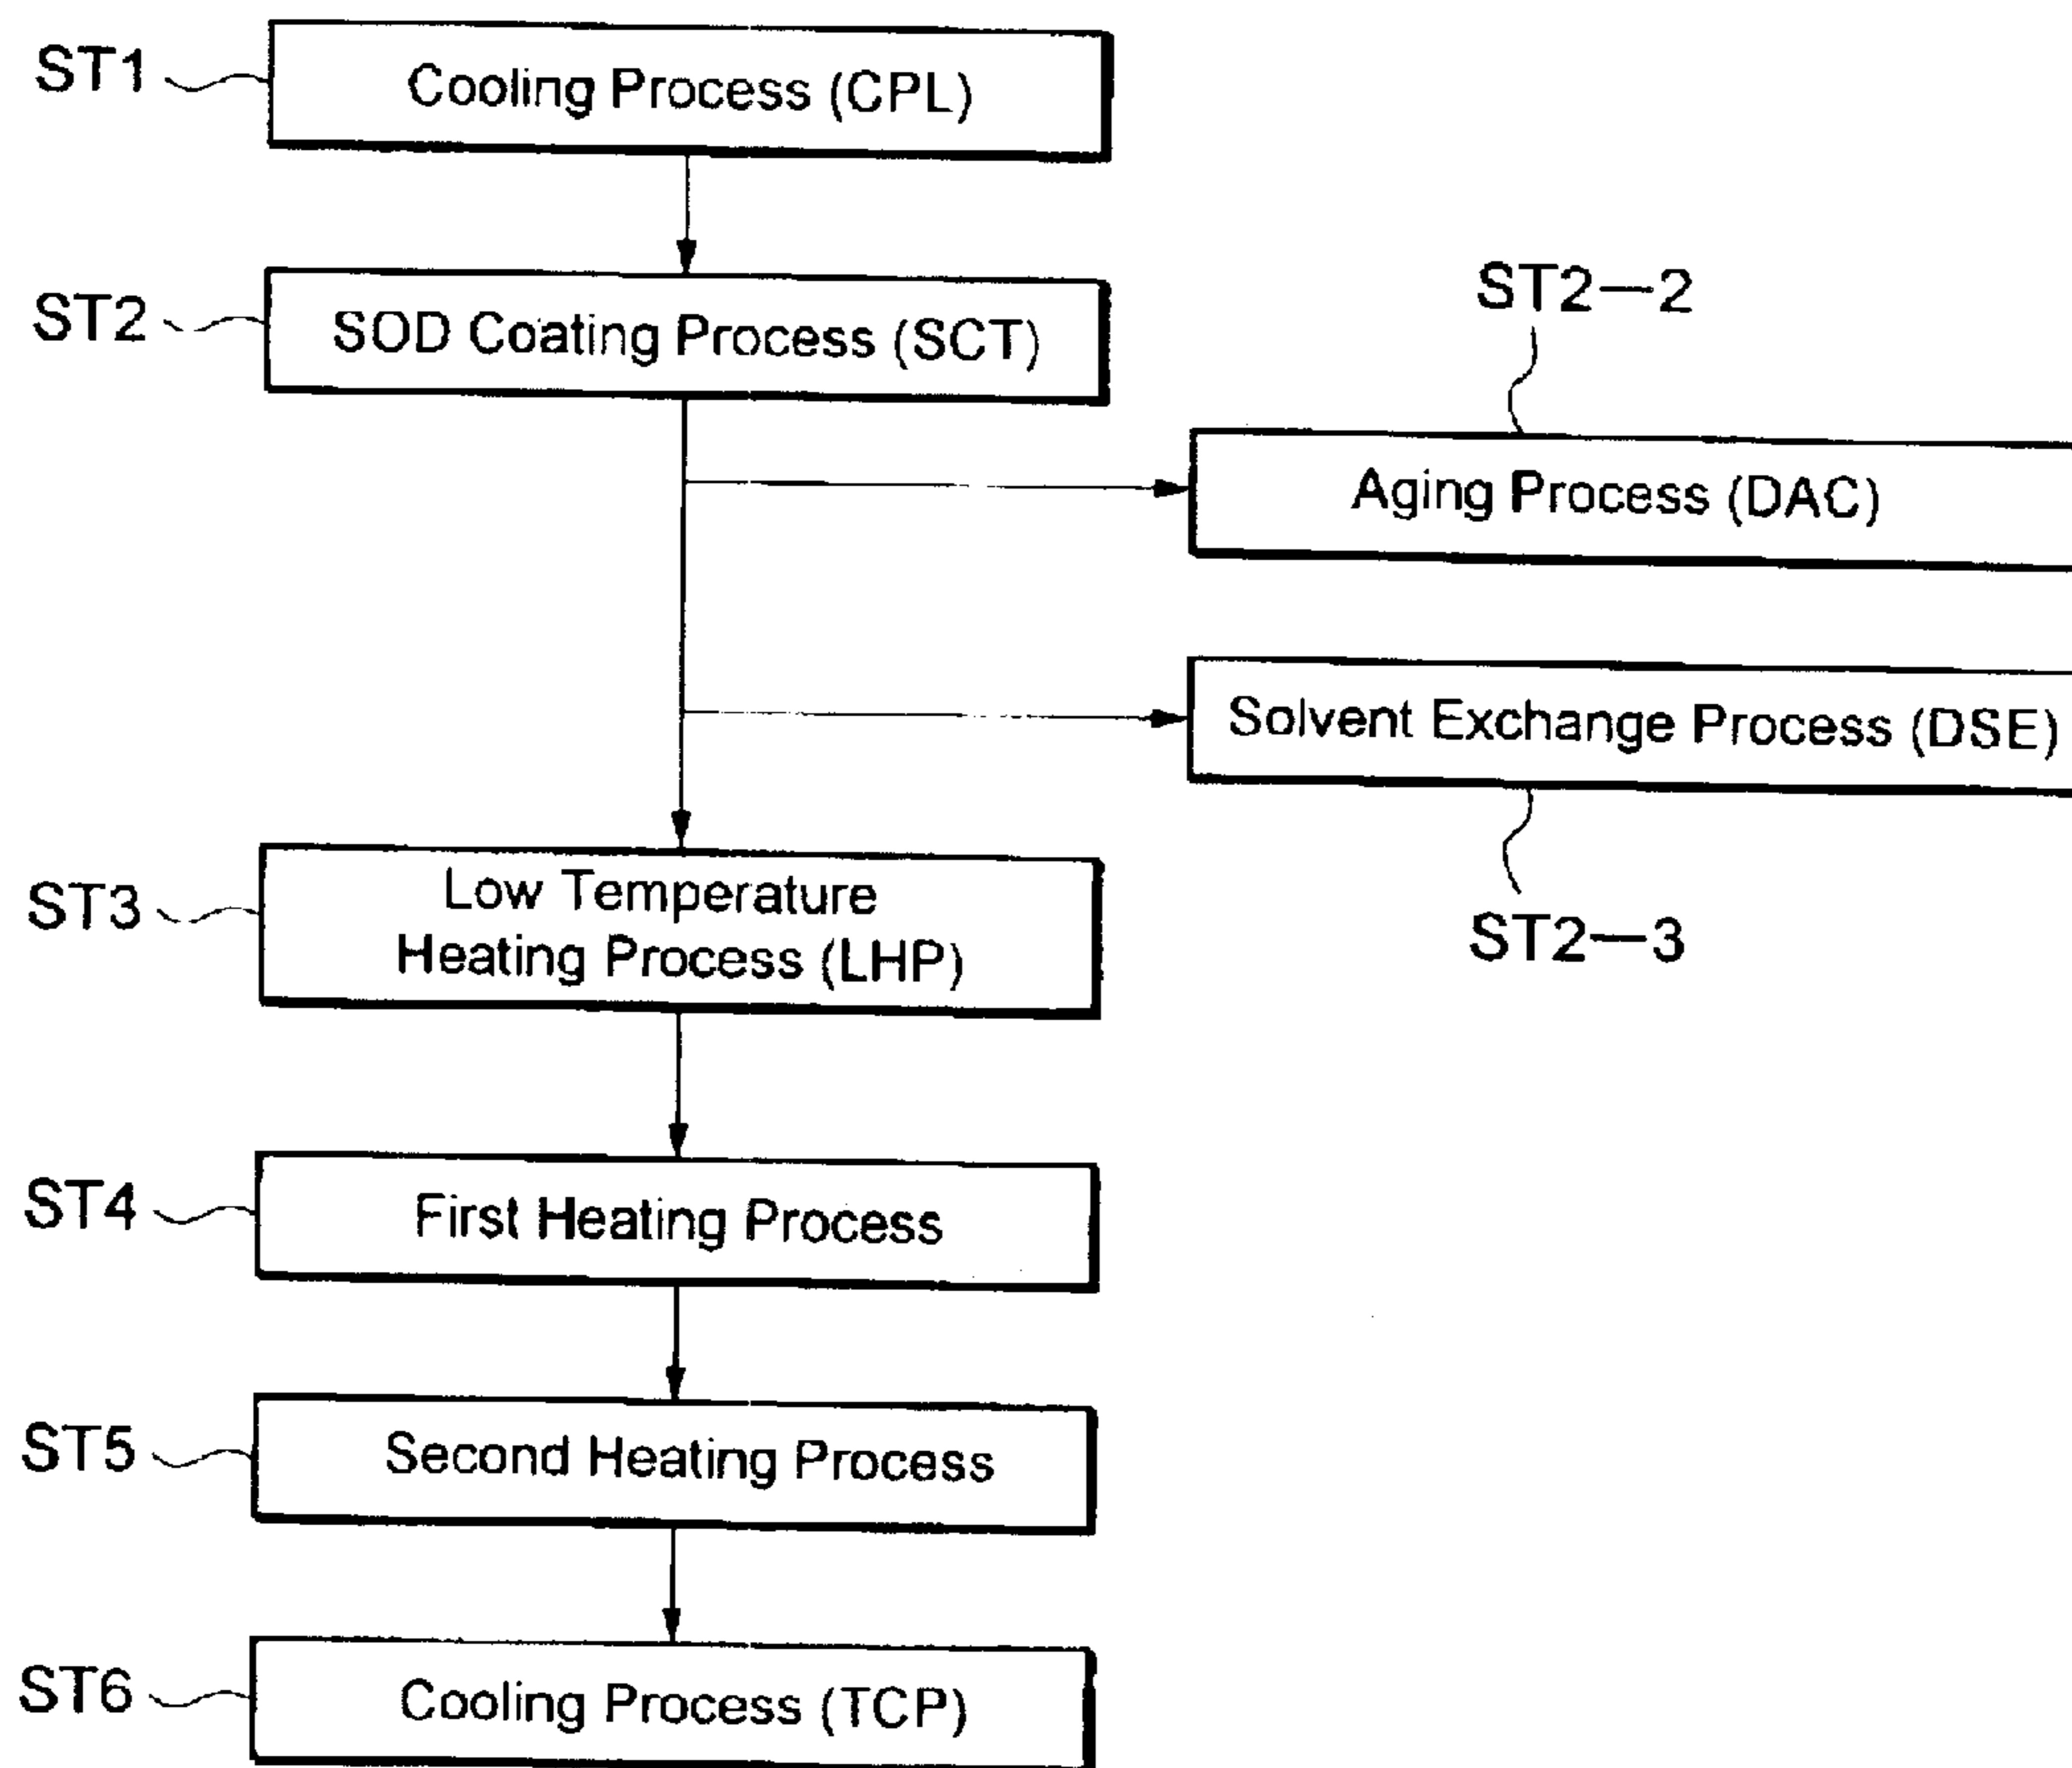 ST1
Cooling Process (CPL)
ST2
SOD Coating Process (SCT)
ST2—2
Aging Process (DAC)
Solvent Exchange Process (DSE)
ST2—3
ST3
Low Temperature
Heating Process (LHP)
ST4
First Heating Process
ST5
Second Heating Process
ST6
Cooling Process (TCP)